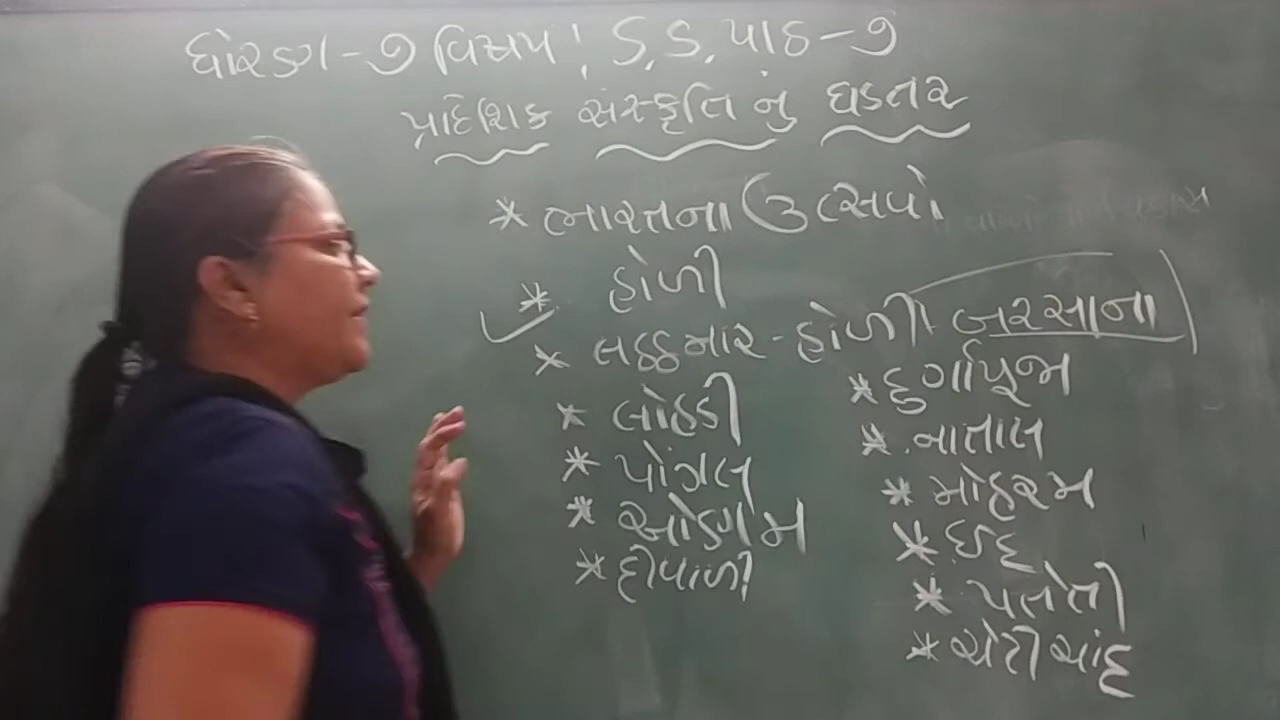 ધોરણ-૭ વિષય: S.S. પાઠ-૭
પ્રાદેશિક સંસ્કૃતિનું ઘડતર
* ભારતના ઉત્સવો
* હોળી
* લઠ્ઠમાર-હોળી બરસાના
* લોહડી
* પોંગલ
* ઓણમ
* દીવાળી
* દુર્ગાપૂજા
* નાતાલ
* મોહરમ
* ઈદ
* પતેતી
* ચેટીચાંદ